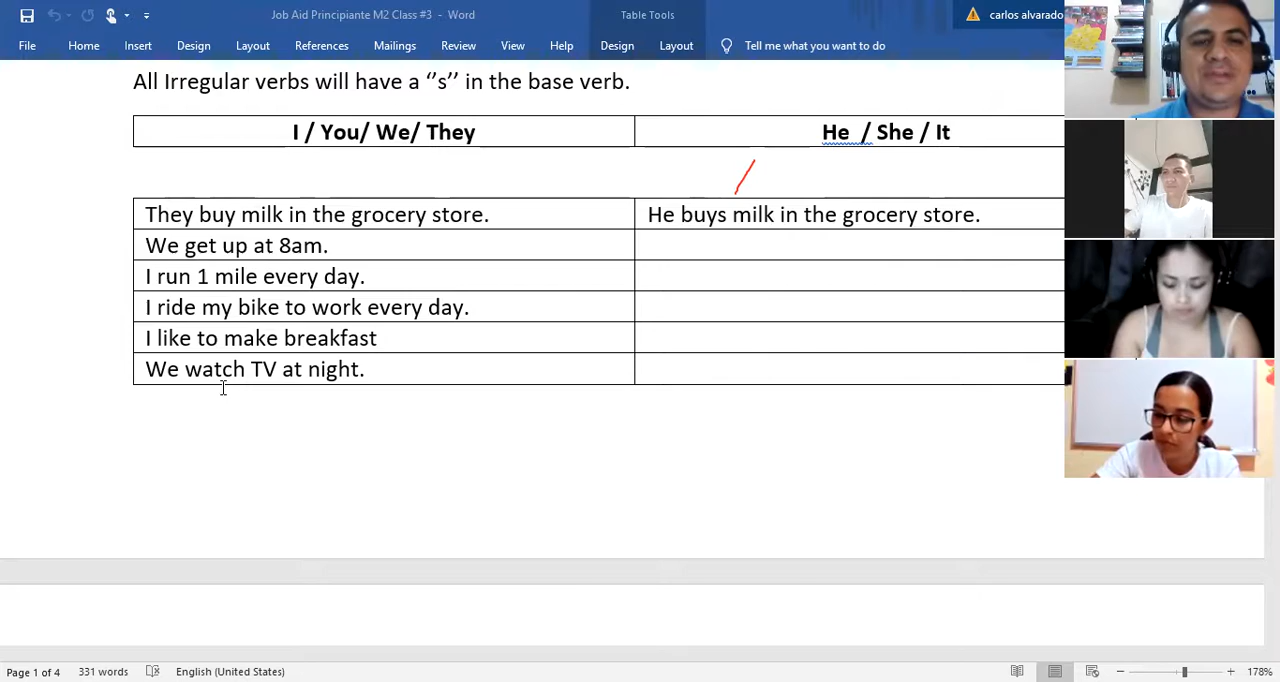 Job Aid Principiante M2 Class #3 - Word
Table Tools
carlos alvarado
File Home Insert Design Layout References Mailings Review View Help Design Layout Tell me what you want to do
All Irregular verbs will have a ‘‘s’’ in the base verb.
I / You/ We/ They He / She / It
They buy milk in the grocery store. He buys milk in the grocery store.
We get up at 8am.
I run 1 mile every day.
I ride my bike to work every day.
I like to make breakfast
We watch TV at night.
Page 1 of 4 331 words English (United States) 178%